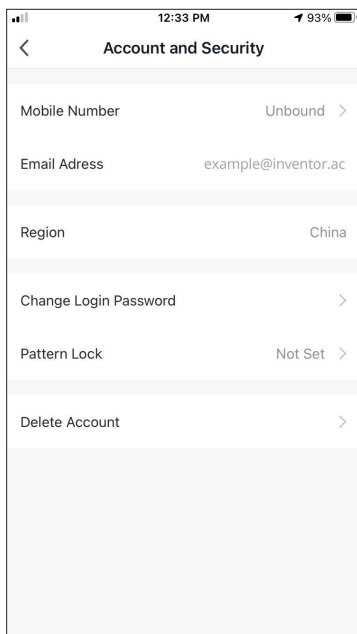 12:33 PM 93%
Account and Security
Mobile Number Unbound
Email Adress example@inventor.ac
Region China
Change Login Password
Pattern Lock Not Set
Delete Account